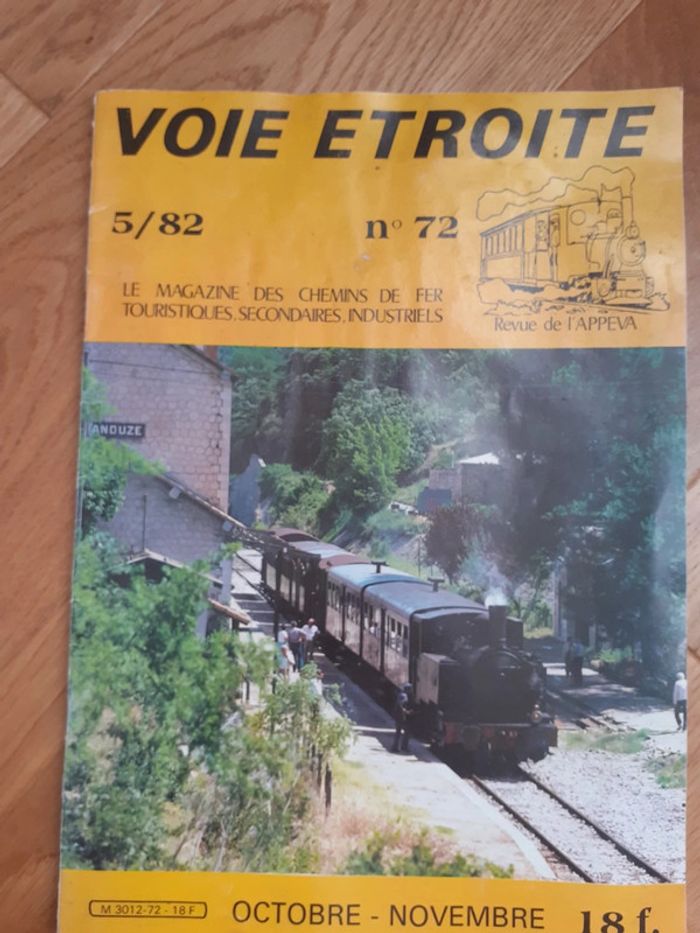 VOIE ETROITE
5/82 n° 72
LE MAGAZINE DES CHEMINS DE FER
TOURISTIQUES, SECONDAIRES, INDUSTRIELS
Revue de l'APPEVA
ANDUZE
M 3012-72-18 F
OCTOBRE - NOVEMBRE 18 f.